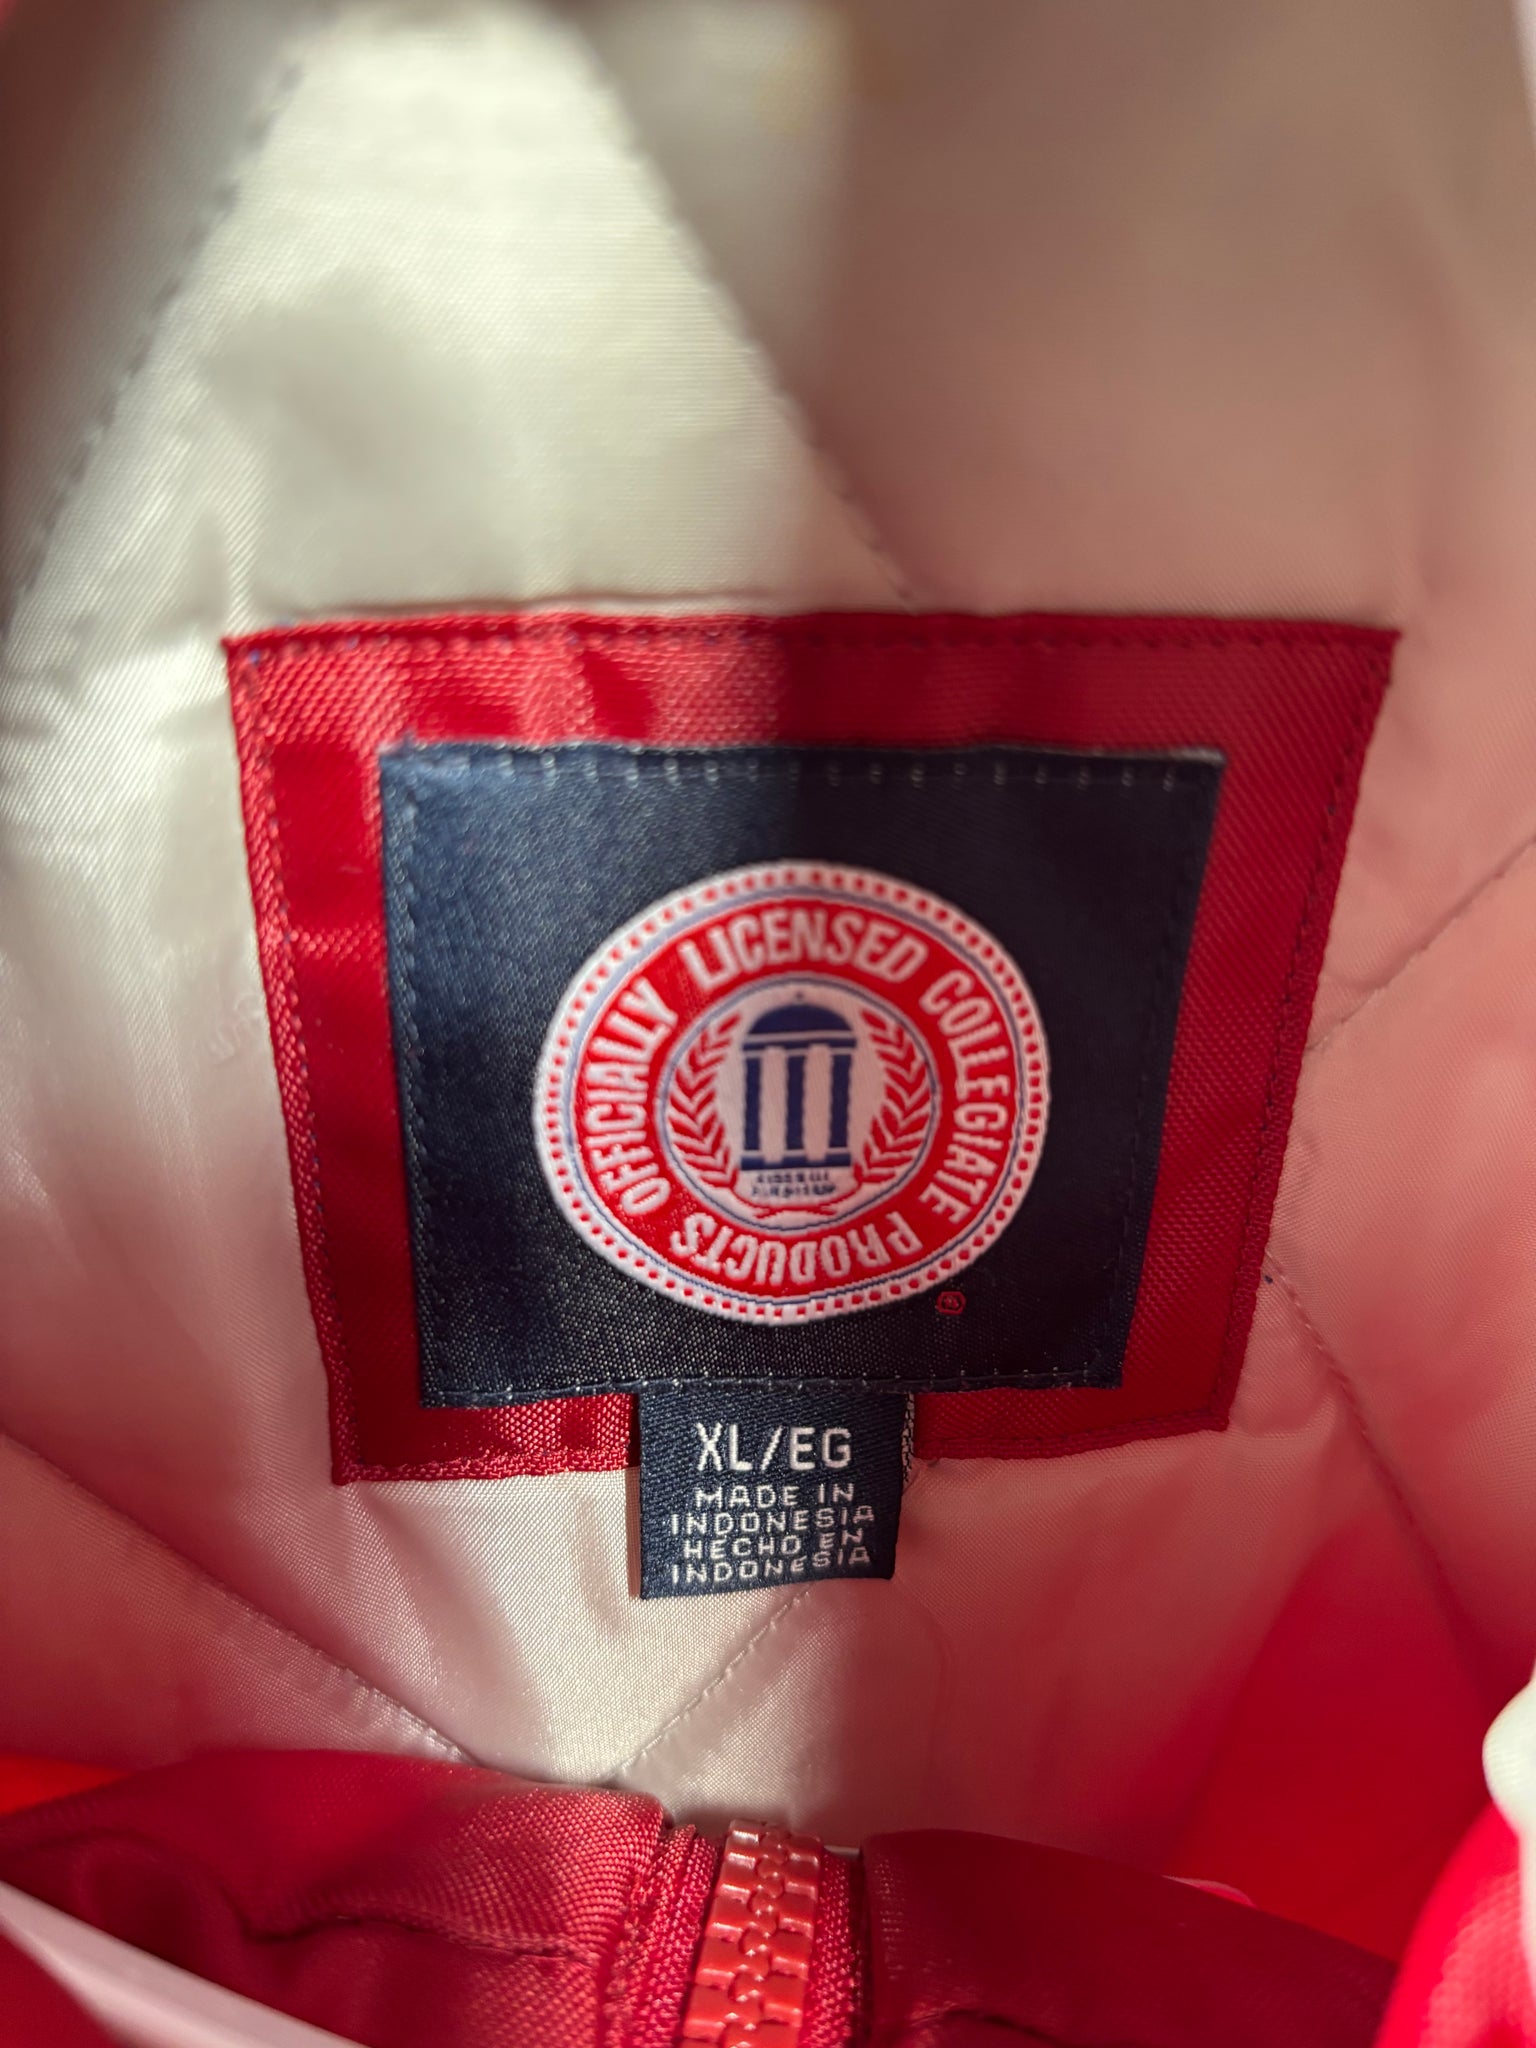 OFFICIALLY LICENSED COLLEGIATE PRODUCTS
XL/EG
MADE IN
INDONESIA
HECHO EN
INDONESIA